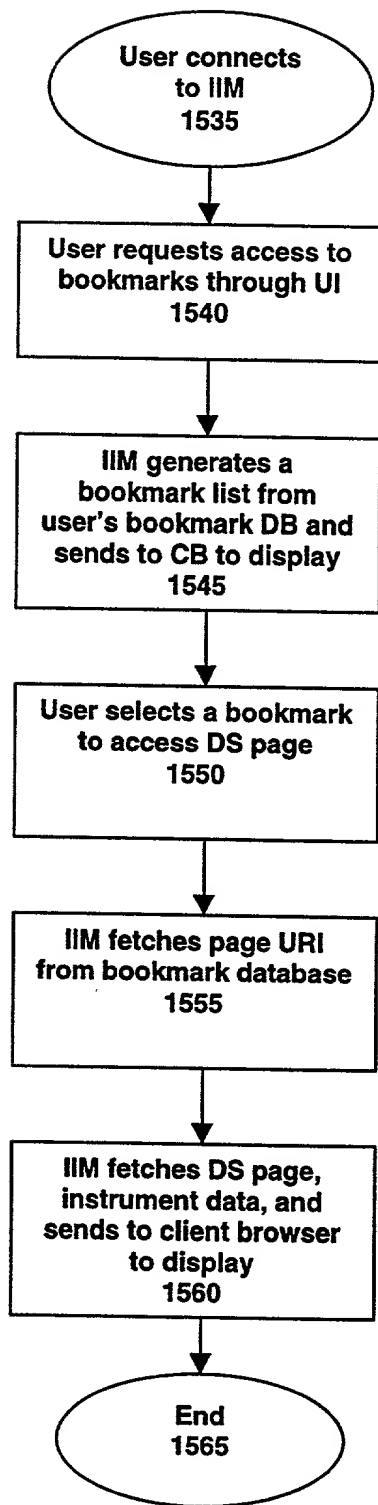 User connects
to IIM
1535
User requests access to
bookmarks through UI
1540
IIM generates a
bookmark list from
user's bookmark DB and
sends to CB to display
1545
User selects a bookmark
to access DS page
1550
IIM fetches page URI
from bookmark database
1555
IIM fetches DS page,
instrument data, and
sends to client browser
to display
1560
End
1565